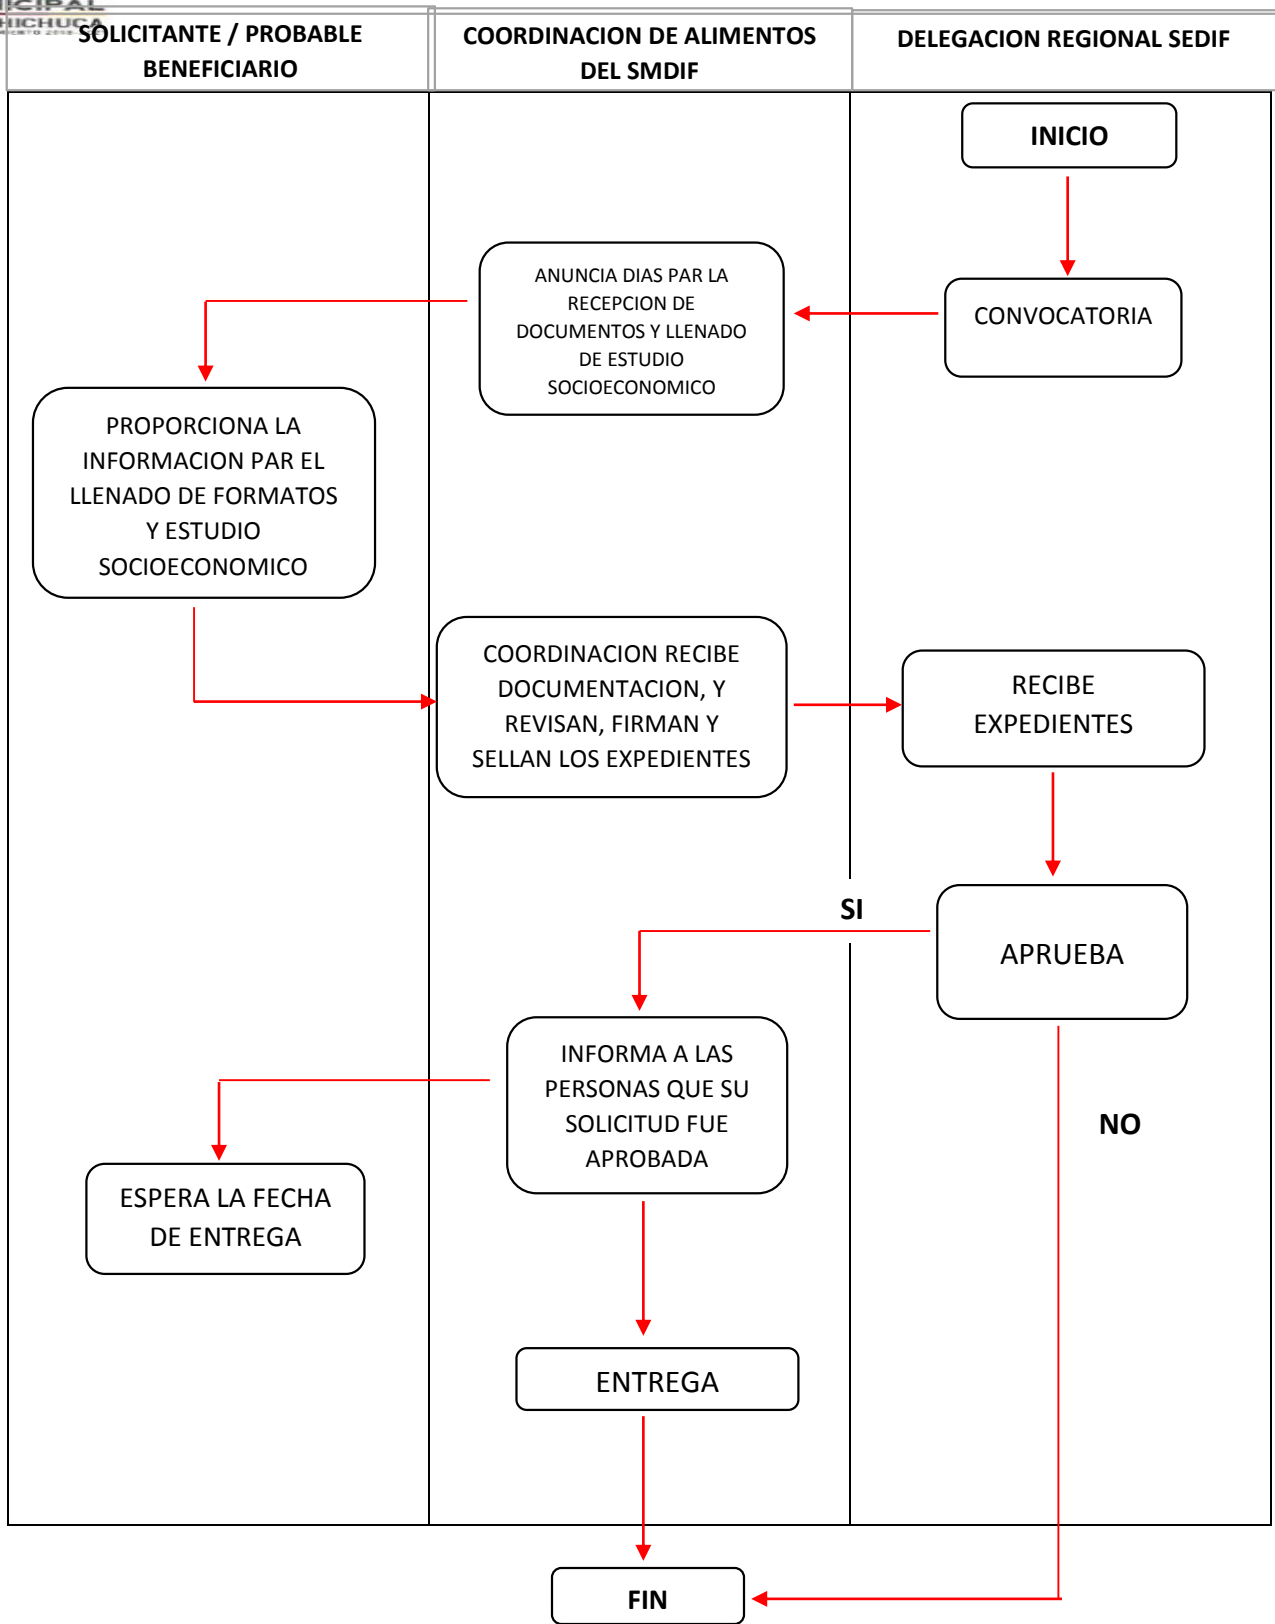 HICHUCA
SOLICITANTE / PROBABLE
BENEFICIARIO
COORDINACION DE ALIMENTOS
DEL SMDIF
DELEGACION REGIONAL SEDIF
INICIO
CONVOCATORIA
ANUNCIA DIAS PAR LA
RECEPCION DE
DOCUMENTOS Y LLENADO
DE ESTUDIO
SOCIOECONOMICO
PROPORCIONA LA
INFORMACION PAR EL
LLENADO DE FORMATOS
Y ESTUDIO
SOCIOECONOMICO
COORDINACION RECIBE
DOCUMENTACION, Y
REVISAN, FIRMAN Y
SELLAN LOS EXPEDIENTES
RECIBE
EXPEDIENTES
APRUEBA
SI
NO
INFORMA A LAS
PERSONAS QUE SU
SOLICITUD FUE
APROBADA
ESPERA LA FECHA
DE ENTREGA
ENTREGA
FIN